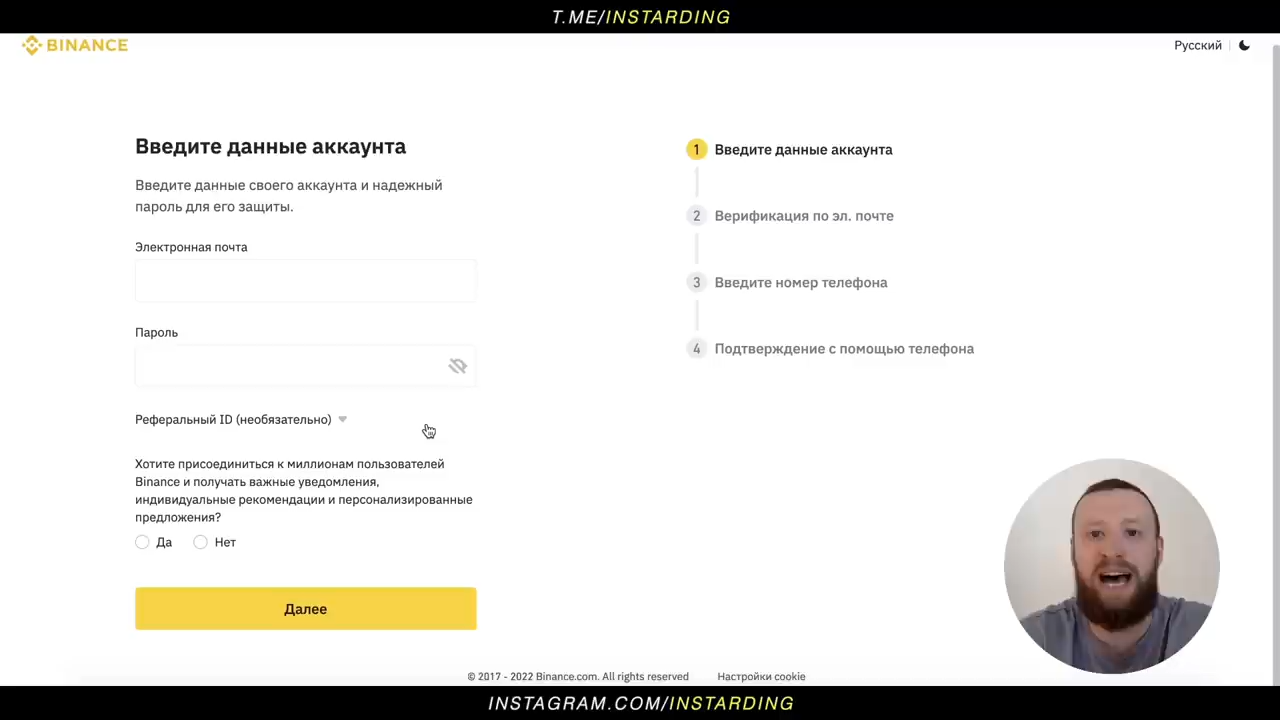 T.ME/INSTARDING
BINANCE
Русский
Введите данные аккаунта
Введите данные своего аккаунта и надежный
пароль для его защиты.
Электронная почта
Пароль
Реферальный ID (необязательно)
Хотите присоединиться к миллионам пользователей
Binance и получать важные уведомления,
индивидуальные рекомендации и персонализированные
предложения?
Да
Нет
Далее
1 Введите данные аккаунта
2 Верификация по эл. почте
3 Введите номер телефона
4 Подтверждение с помощью телефона
© 2017 - 2022 Binance.com. All rights reserved
Настройки cookie
INSTAGRAM.COM/INSTARDING